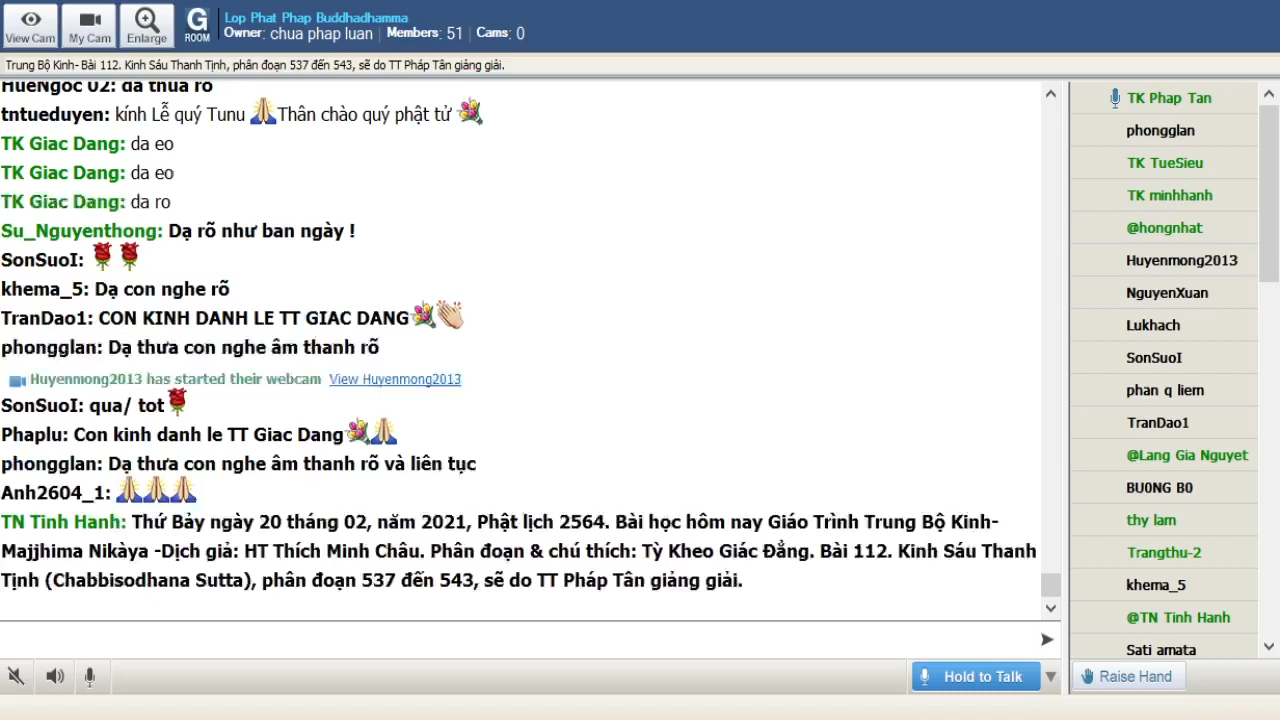 View Cam
My Cam
Enlarge
G
ROOM
Lop Phat Phap Buddhadhamma
Owner: chua phap luan | Members: 51 | Cams: 0
Trung Bộ Kinh- Bài 112. Kinh Sáu Thanh Tịnh, phân đoạn 537 đến 543, sẽ do TT Pháp Tân giảng giải.
HueNgoc 02: da thua ro
tntueduyen: kính Lễ quý Tunu 🙏Thân chào quý phật tử 💐
TK Giac Dang: da eo
TK Giac Dang: da eo
TK Giac Dang: da ro
Su_Nguyenthong: Dạ rõ như ban ngày !
SonSuoI: 🌹🌹
khema_5: Dạ con nghe rõ
TranDao1: CON KINH DANH LE TT GIAC DANG💐👏
phongglan: Dạ thưa con nghe âm thanh rõ
Huyenmong2013 has started their webcam View Huyenmong2013
SonSuoI: qua/ tot🌹
Phaplu: Con kinh danh le TT Giac Dang💐🙏
phongglan: Dạ thưa con nghe âm thanh rõ và liên tục
Anh2604_1: 🙏🙏🙏
TN Tinh Hanh: Thứ Bảy ngày 20 tháng 02, năm 2021, Phật lịch 2564. Bài học hôm nay Giáo Trình Trung Bộ Kinh-
Majjhima Nikàya -Dịch giả: HT Thích Minh Châu. Phân đoạn & chú thích: Tỳ Kheo Giác Đẳng. Bài 112. Kinh Sáu Thanh
Tịnh (Chabbisodhana Sutta), phân đoạn 537 đến 543, sẽ do TT Pháp Tân giảng giải.
Hold to Talk
TK Phap Tan
phongglan
TK TueSieu
TK minhhanh
@hongnhat
Huyenmong2013
NguyenXuan
Lukhach
SonSuoI
phan q liem
TranDao1
@Lang Gia Nguyet
BU0NG B0
thy lam
Trangthu-2
khema_5
@TN Tinh Hanh
Sati amata
Raise Hand